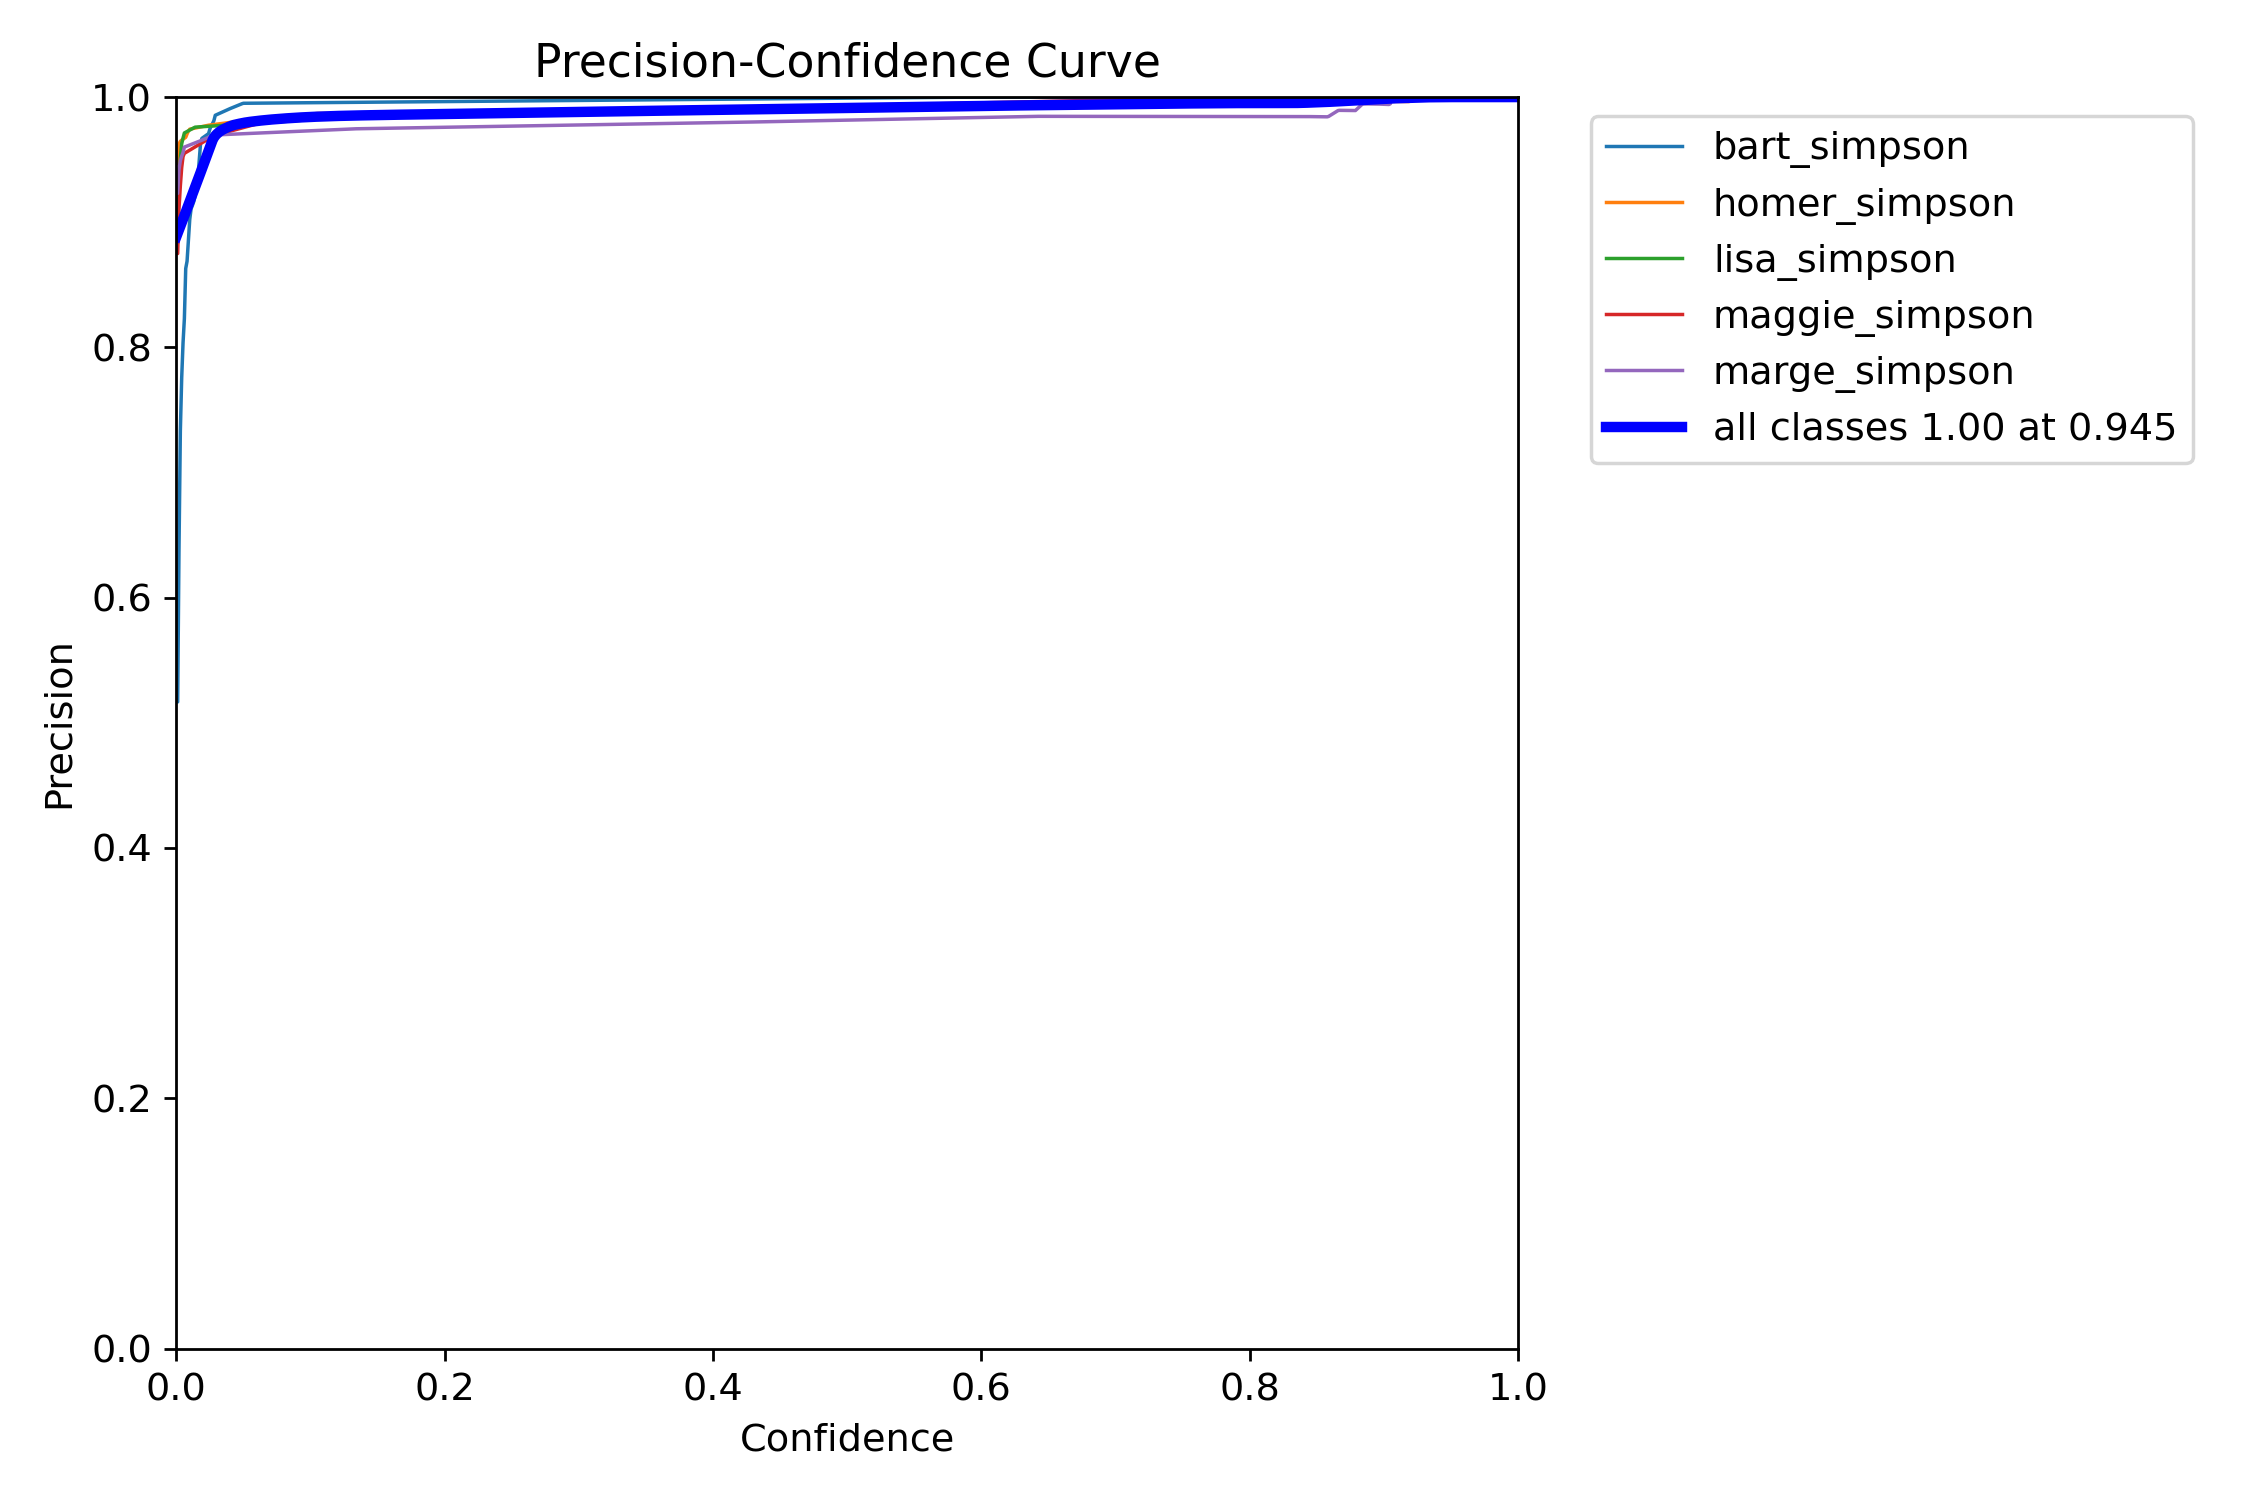 Precision-Confidence Curve
1.0
0.8
0.6
0.4
0.2
0.0
Precision
0.0 0.2 0.4 0.6 0.8 1.0
Confidence
bart_simpson
homer_simpson
lisa_simpson
maggie_simpson
marge_simpson
all classes 1.00 at 0.945